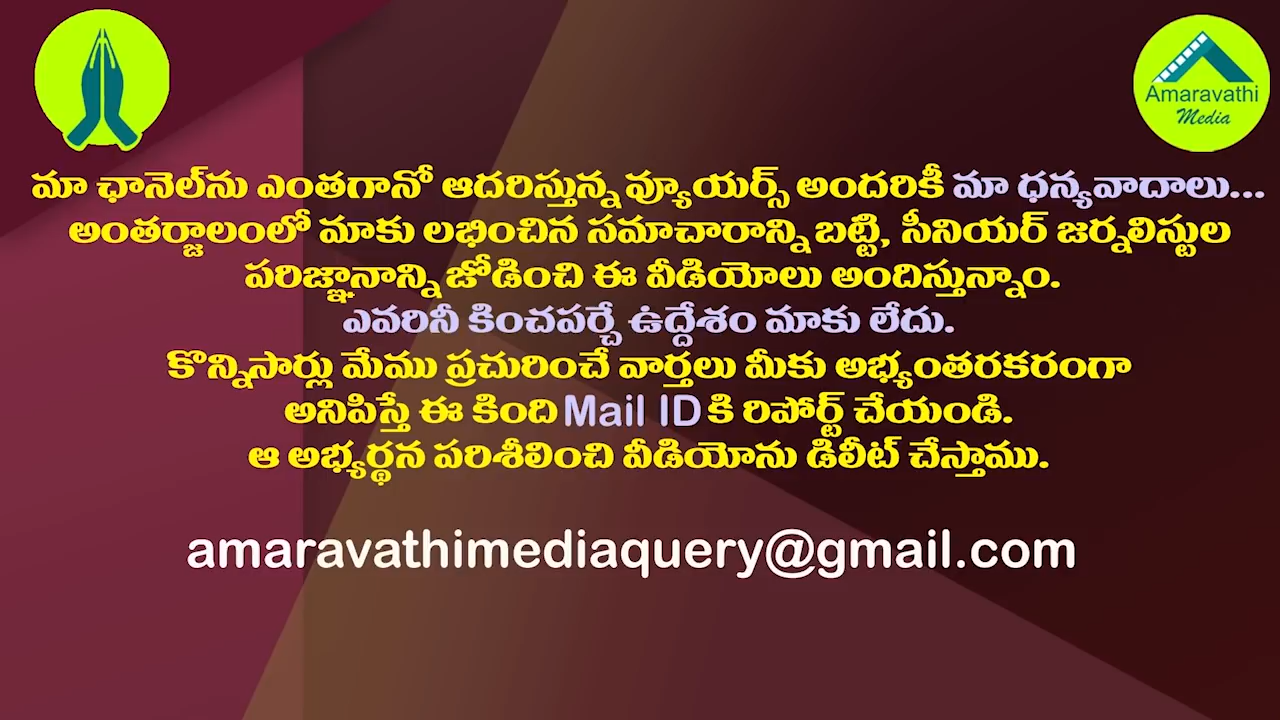 Amaravathi
Media
మా ఛానెల్‌ను ఎంతగానో ఆదరిస్తున్న వ్యూయర్స్ అందరికీ మా ధన్యవాదాలు...
అంతర్జాలంలో మాకు లభించిన సమాచారాన్ని బట్టి, సీనియర్ జర్నలిస్టుల
పరిజ్ఞానాన్ని జోడించి ఈ వీడియోలు అందిస్తున్నాం.
ఎవరినీ కించపర్చే ఉద్దేశం మాకు లేదు.
కొన్నిసార్లు మేము ప్రచురించే వార్తలు మీకు అభ్యంతరకరంగా
అనిపిస్తే ఈ కింది Mail ID కి రిపోర్ట్ చేయండి.
ఆ అభ్యర్థన పరిశీలించి వీడియోను డిలీట్ చేస్తాము.
amaravathimediaquery@gmail.com